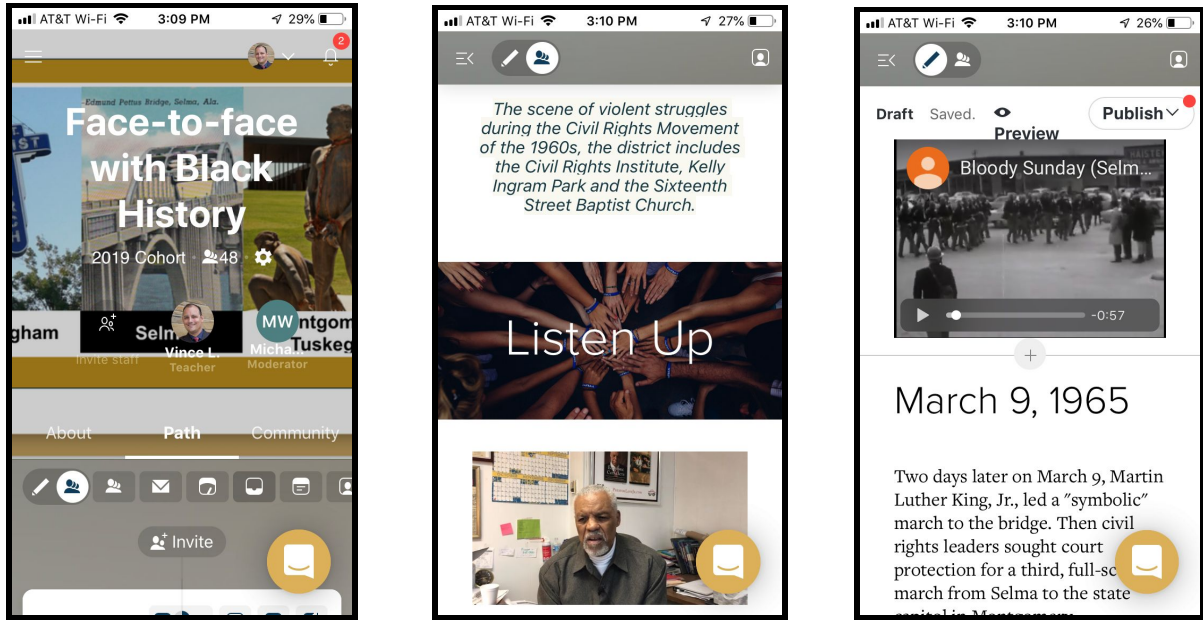 AT&T Wi-Fi 3:09 PM 29%
2
Edmund Pettus Bridge, Selma, Ala.
Face-to-face
with Black
History
2019 Cohort · 48 ·
gham
Selm
ntgom
Tuskeg
MW
Invite staff
Vince L.
Teacher
Micha...
Moderator
About Path Community
Invite
AT&T Wi-Fi 3:10 PM 27%
The scene of violent struggles
during the Civil Rights Movement
of the 1960s, the district includes
the Civil Rights Institute, Kelly
Ingram Park and the Sixteenth
Street Baptist Church.
Listen Up
AT&T Wi-Fi 3:10 PM 26%
Draft Saved. Preview Publish
Bloody Sunday (Selm...
-0:57
March 9, 1965
Two days later on March 9, Martin
Luther King, Jr., led a "symbolic"
march to the bridge. Then civil
rights leaders sought court
protection for a third, full-sc
march from Selma to the state
capitol in Montgomery